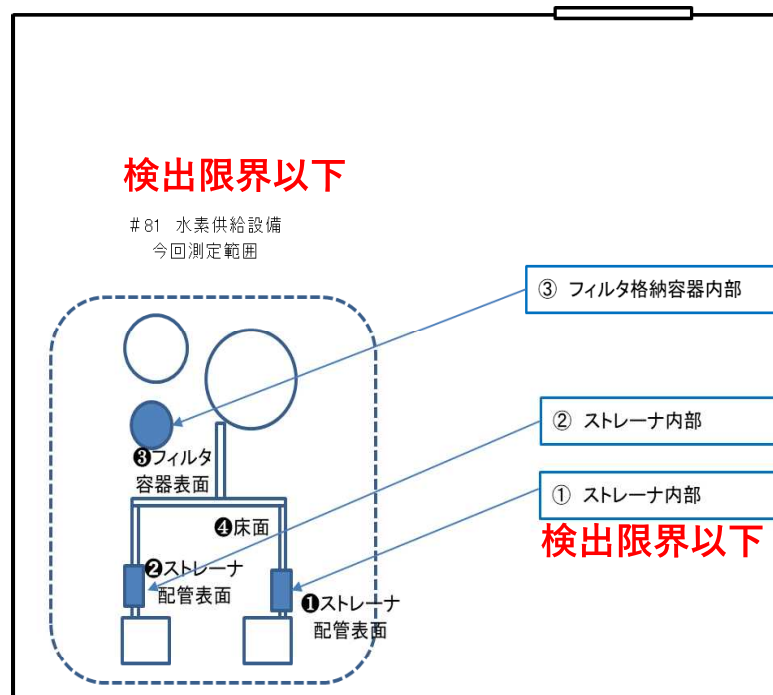 検出限界以下
#81 水素供給設備
今回測定範囲
③ フィルタ格納容器内部
② ストレーナ内部
① ストレーナ内部
検出限界以下
❸フィルタ
容器表面
❹床面
❷ストレーナ
配管表面
❶ストレーナ
配管表面